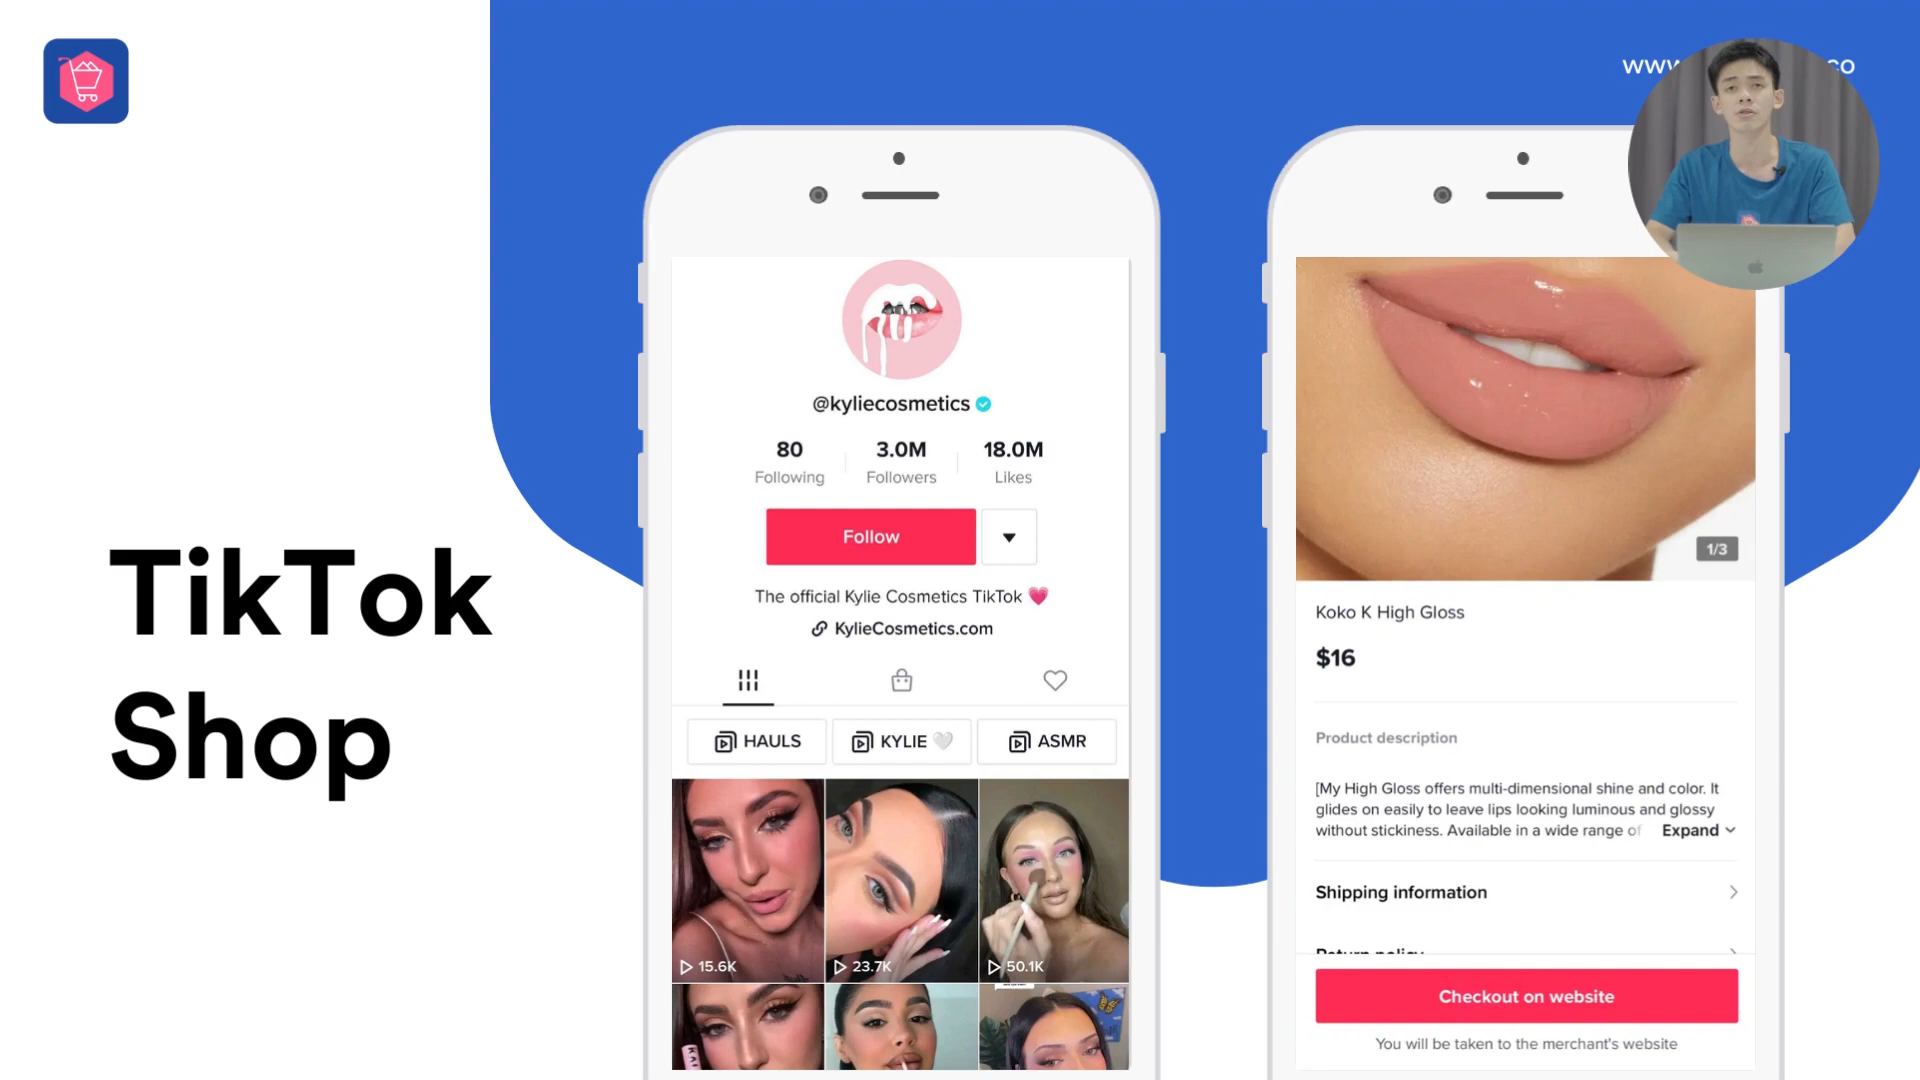 TikTok
Shop
@kyliecosmetics
80
Following
3.0M
Followers
18.0M
Likes
Follow
The official Kylie Cosmetics TikTok
KylieCosmetics.com
HAULS
KYLIE
ASMR
15.6K
23.7K
50.1K
1/3
Koko K High Gloss
$16
Product description
[My High Gloss offers multi-dimensional shine and color. It
glides on easily to leave lips looking luminous and glossy
without stickiness. Available in a wide range of
Expand
Shipping information
Return policy
Checkout on website
You will be taken to the merchant's website